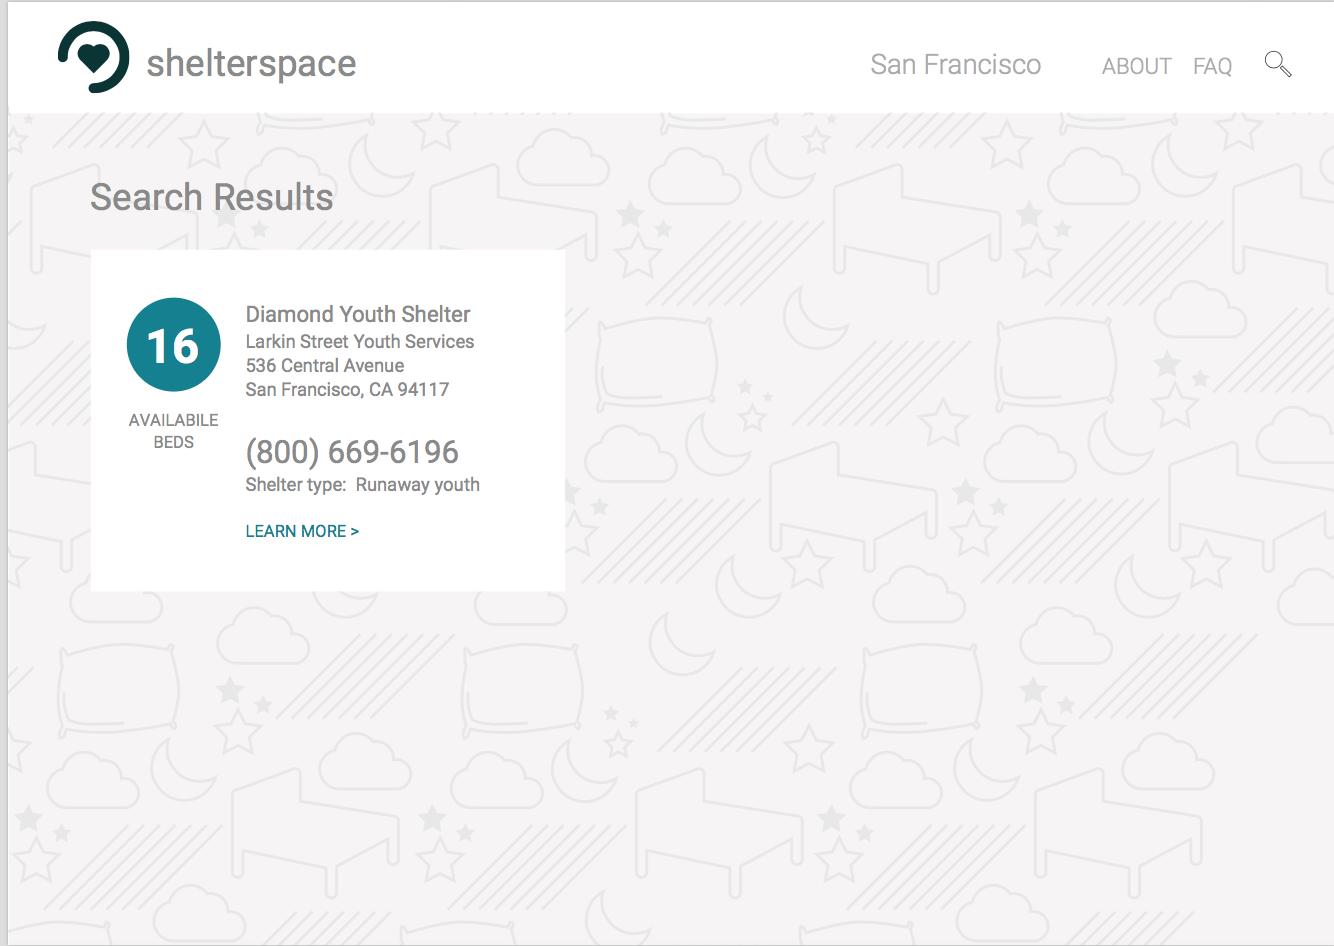 shelterspace
San Francisco
ABOUT
FAQ
Search Results
16
AVAILABILE
BEDS
Diamond Youth Shelter
Larkin Street Youth Services
536 Central Avenue
San Francisco, CA 94117
(800) 669-6196
Shelter type: Runaway youth
LEARN MORE >